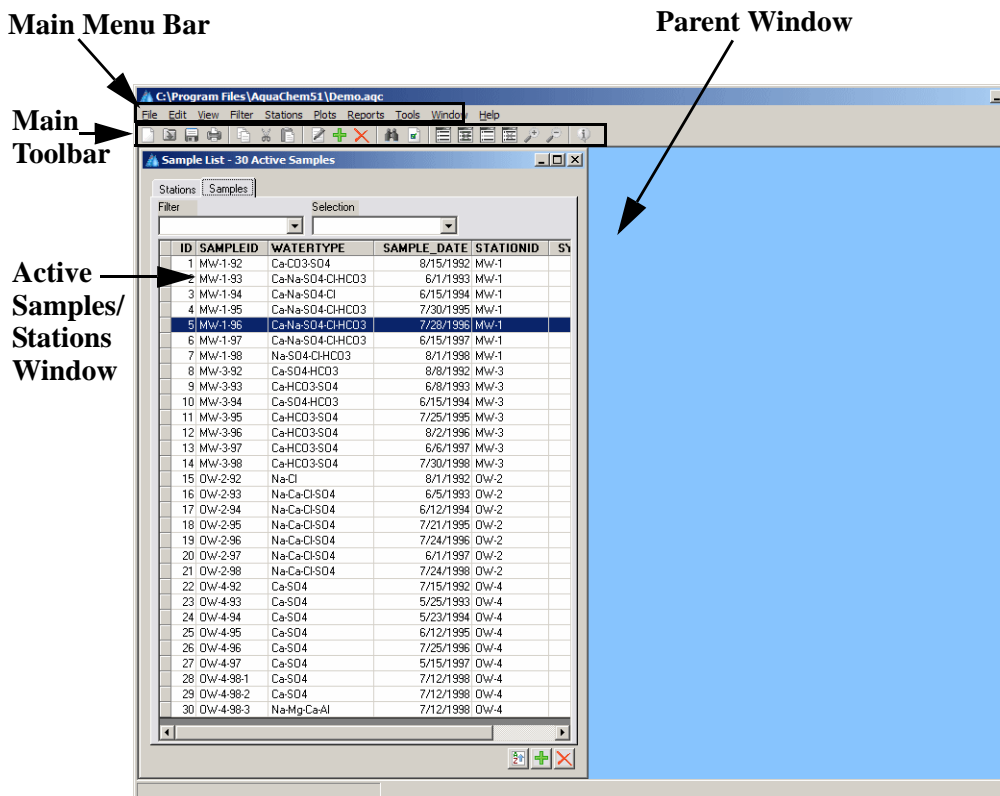 Main Menu Bar
Parent Window
Main
Toolbar
C:\Program Files\AquaChem51\Demo.aqc
File Edit View Filter Stations Plots Reports Tools Window Help
Sample List - 30 Active Samples
Stations Samples
Filter Selection
Active
Samples/
Stations
Window
ID SAMPLEID WATERTYPE SAMPLE_DATE STATIONID SY
1 MW-1-92 Ca-CO3-SO4 8/15/1992 MW-1
2 MW-1-93 Ca-Na-SO4-Cl-HCO3 6/1/1993 MW-1
3 MW-1-94 Ca-Na-SO4-Cl 6/15/1994 MW-1
4 MW-1-95 Ca-Na-SO4-Cl-HCO3 7/30/1995 MW-1
5 MW-1-96 Ca-Na-SO4-Cl-HCO3 7/28/1996 MW-1
6 MW-1-97 Ca-Na-SO4-Cl-HCO3 6/15/1997 MW-1
7 MW-1-98 Na-SO4-Cl-HCO3 8/1/1998 MW-1
8 MW-3-92 Ca-SO4-HCO3 8/8/1992 MW-3
9 MW-3-93 Ca-HCO3-SO4 6/8/1993 MW-3
10 MW-3-94 Ca-SO4-HCO3 6/15/1994 MW-3
11 MW-3-95 Ca-HCO3-SO4 7/25/1995 MW-3
12 MW-3-96 Ca-HCO3-SO4 8/2/1996 MW-3
13 MW-3-97 Ca-HCO3-SO4 6/6/1997 MW-3
14 MW-3-98 Ca-HCO3-SO4 7/30/1998 MW-3
15 OW-2-92 Na-Cl 8/1/1992 OW-2
16 OW-2-93 Na-Ca-Cl-SO4 6/5/1993 OW-2
17 OW-2-94 Na-Ca-Cl-SO4 6/12/1994 OW-2
18 OW-2-95 Na-Ca-Cl-SO4 7/21/1995 OW-2
19 OW-2-96 Na-Ca-Cl-SO4 7/24/1996 OW-2
20 OW-2-97 Na-Ca-Cl-SO4 6/1/1997 OW-2
21 OW-2-98 Na-Ca-Cl-SO4 7/24/1998 OW-2
22 OW-4-92 Ca-SO4 7/15/1992 OW-4
23 OW-4-93 Ca-SO4 5/25/1993 OW-4
24 OW-4-94 Ca-SO4 5/23/1994 OW-4
25 OW-4-95 Ca-SO4 6/12/1995 OW-4
26 OW-4-96 Ca-SO4 7/25/1996 OW-4
27 OW-4-97 Ca-SO4 5/15/1997 OW-4
28 OW-4-98-1 Ca-SO4 7/12/1998 OW-4
29 OW-4-98-2 Ca-SO4 7/12/1998 OW-4
30 OW-4-98-3 Na-Mg-Ca-Al 7/12/1998 OW-4